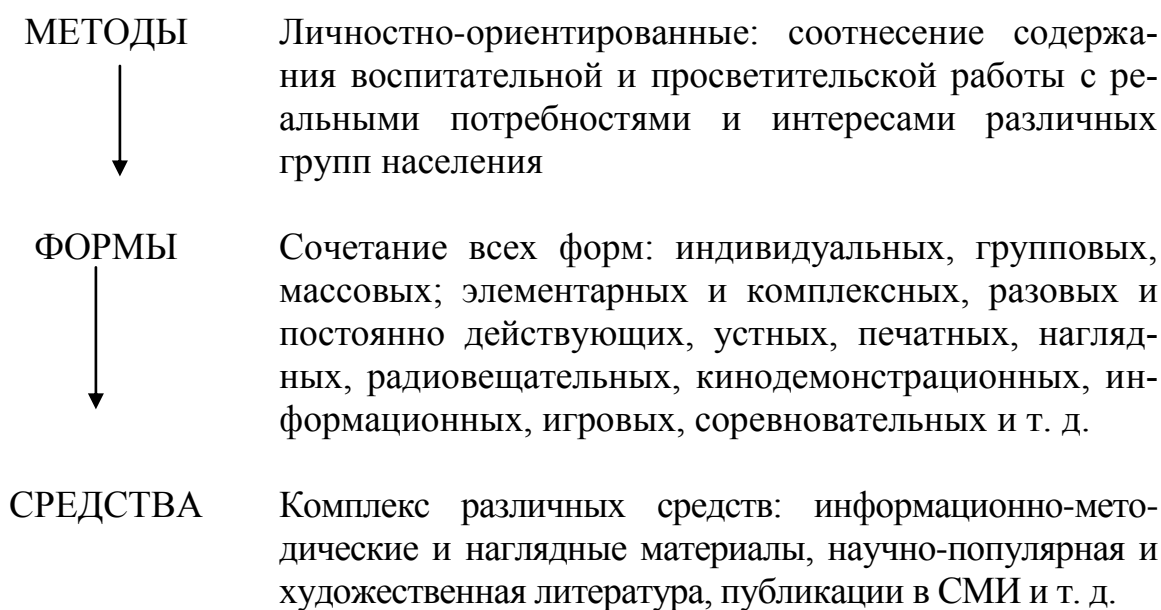 МЕТОДЫ Личностно-ориентированные: соотнесение содержа-
ния воспитательной и просветительской работы с ре-
альными потребностями и интересами различных
групп населения
ФОРМЫ Сочетание всех форм: индивидуальных, групповых,
массовых; элементарных и комплексных, разовых и
постоянно действующих, устных, печатных, нагляд-
ных, радиовещательных, кинодемонстрационных, ин-
формационных, игровых, соревновательных и т. д.
СРЕДСТВА Комплекс различных средств: информационно-мето-
дические и наглядные материалы, научно-популярная и
художественная литература, публикации в СМИ и т. д.